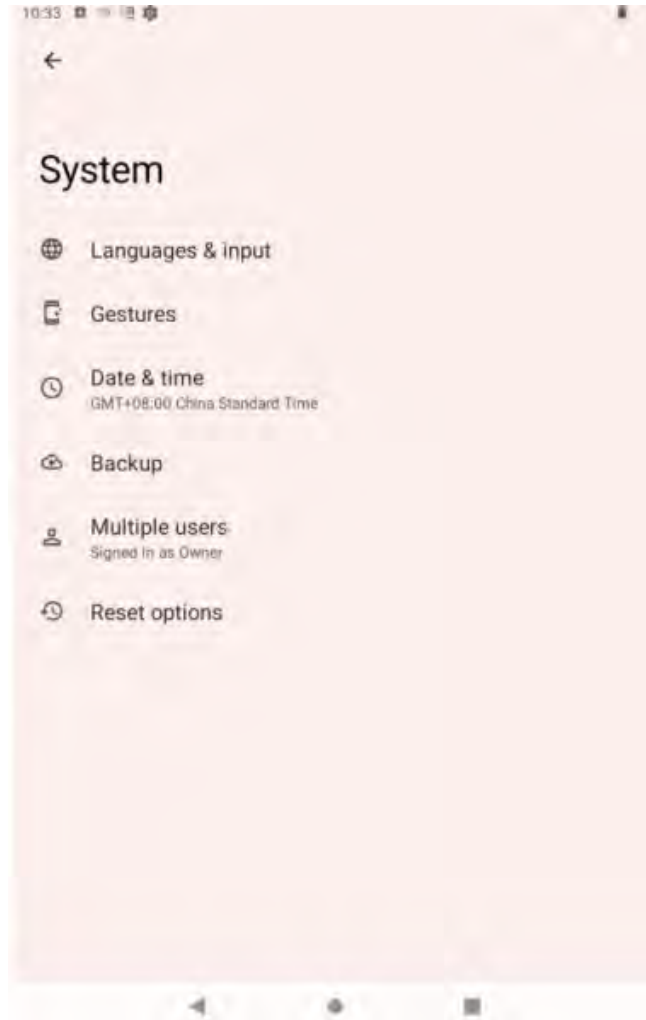 10:33
System
Languages & input
Gestures
Date & time
GMT+08:00 China Standard Time
Backup
Multiple users
Signed in as Owner
Reset options